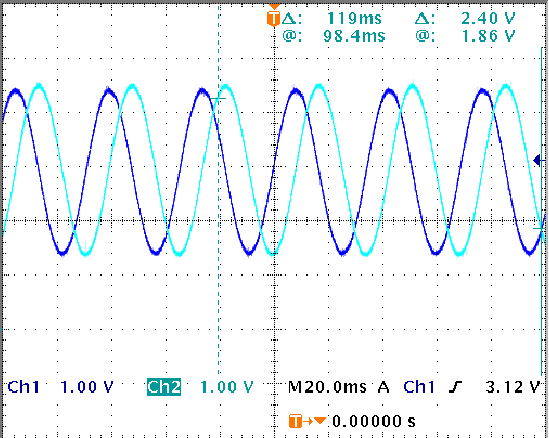 T Δ: 119ms Δ: 2.40 V
@: 98.4ms @: 1.86 V
Ch1 1.00 V Ch2 1.00 V M20.0ms A Ch1 3.12 V
T→▼ 0.00000 s